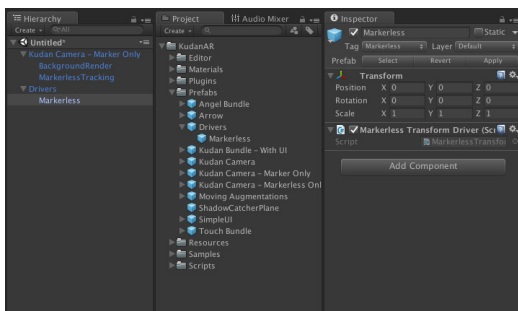 Hierarchy
Create
All
Untitled*
Kudan Camera - Marker Only
BackgroundRender
MarkerlessTracking
Drivers
Markerless
Project
Audio Mixer
Create
KudanAR
Editor
Materials
Plugins
Prefabs
Angel Bundle
Arrow
Drivers
Markerless
Kudan Bundle - With UI
Kudan Camera
Kudan Camera - Marker Only
Kudan Camera - Markerless Onl
Moving Augmentations
ShadowCatcherPlane
SimpleUI
Touch Bundle
Resources
Samples
Scripts
Inspector
Markerless Static
Tag Markerless Layer Default
Prefab Select Revert Apply
Transform
Position X 0 Y 0 Z 0
Rotation X 0 Y 0 Z 0
Scale X 1 Y 1 Z 1
Markerless Transform Driver (Scri
Script MarkerlessTransfo
Add Component